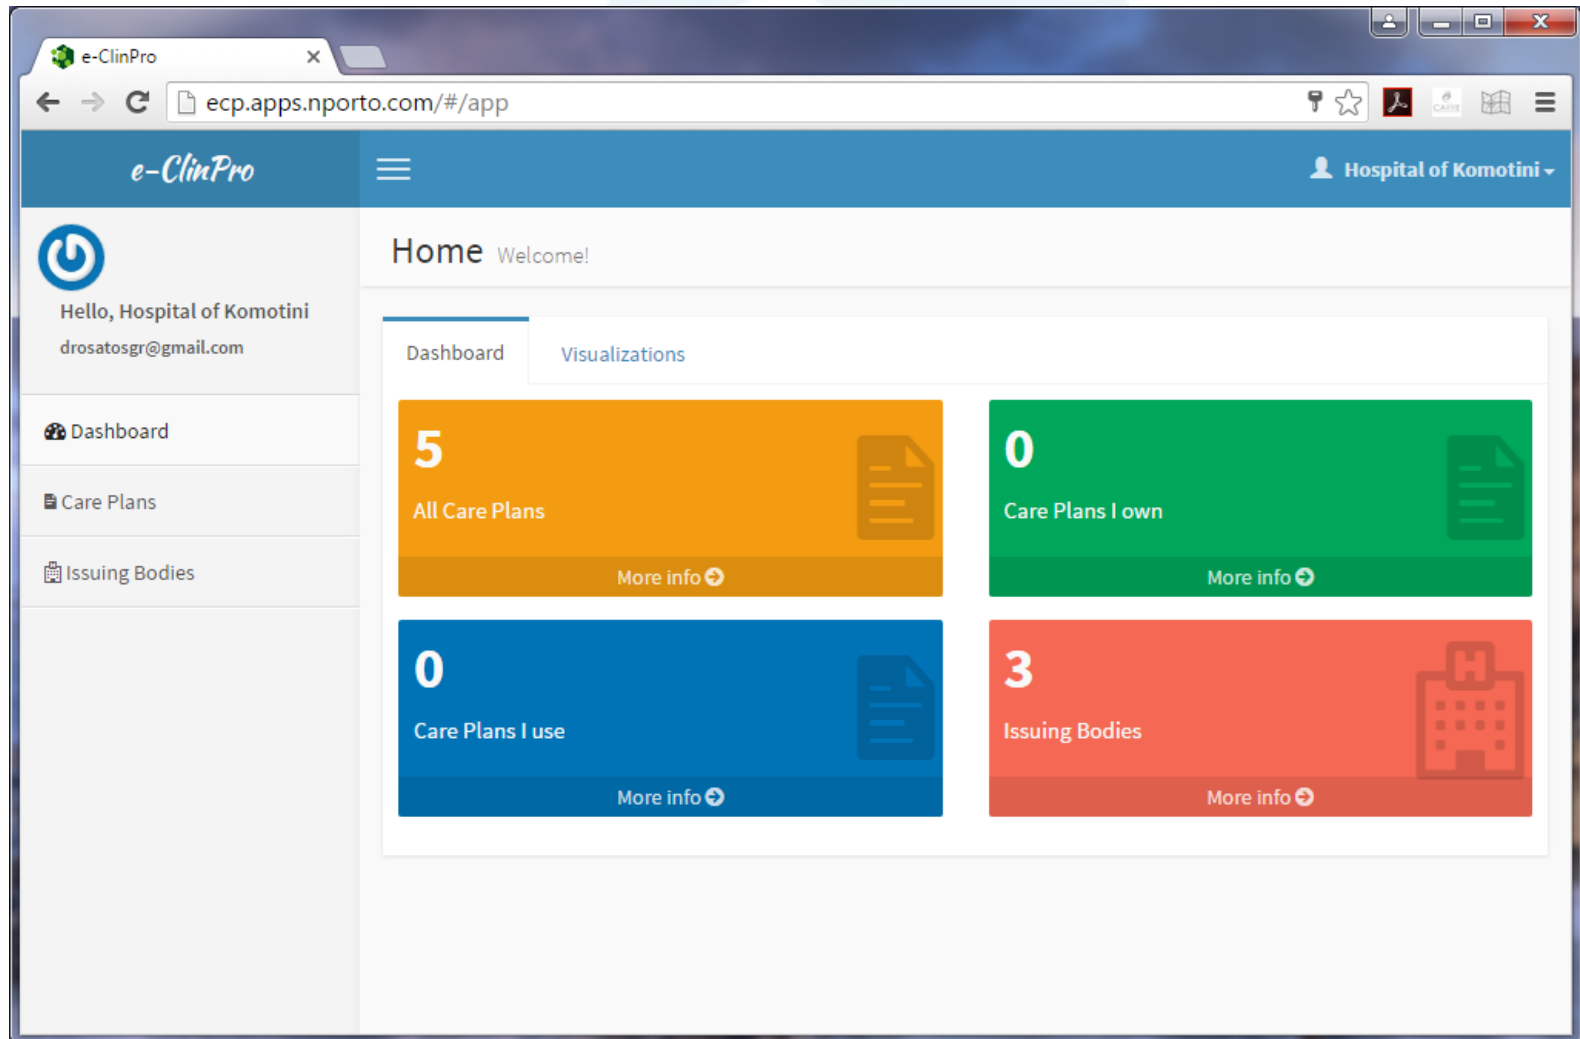 e-ClinPro
ecp.apps.nporto.com/#/app
e-ClinPro
Hospital of Komotini
Home Welcome!
Hello, Hospital of Komotini
drosatosgr@gmail.com
Dashboard
Care Plans
Issuing Bodies
Dashboard Visualizations
5
All Care Plans
More info
0
Care Plans I own
More info
0
Care Plans I use
More info
3
Issuing Bodies
More info